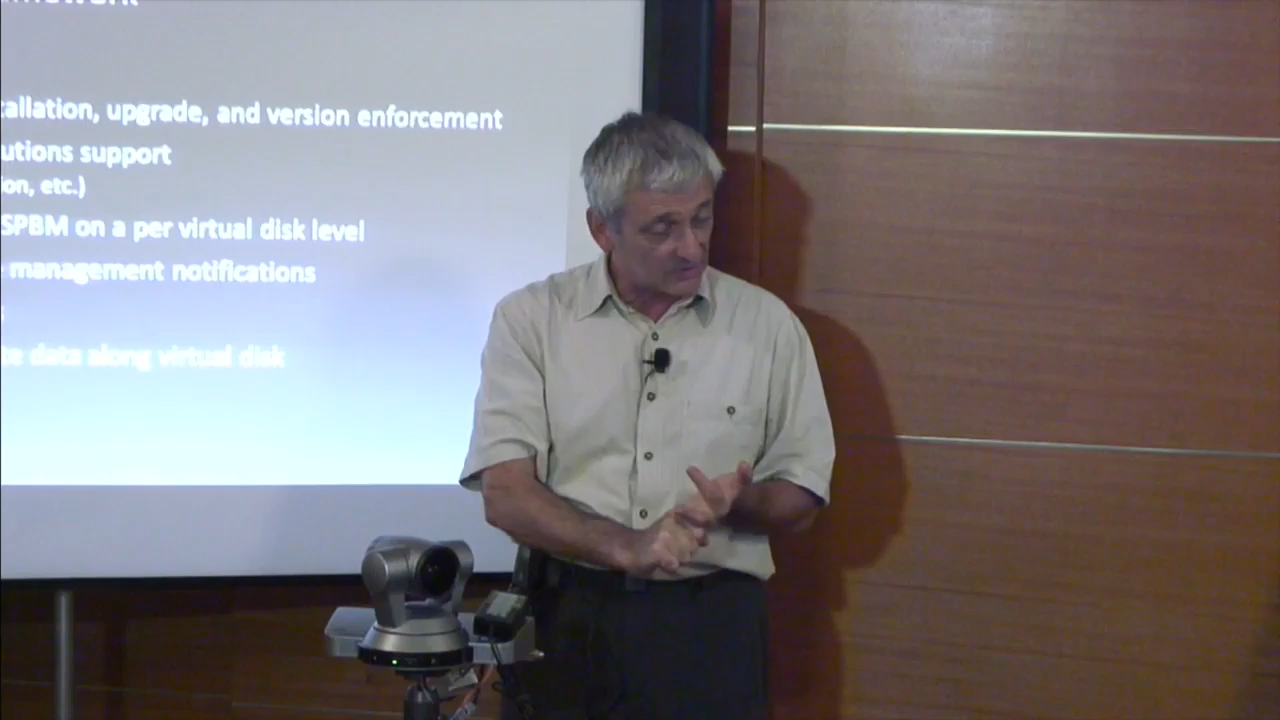 tallation, upgrade, and version enforcement
utions support
ion, etc.)
SPBM on a per virtual disk level
management notifications
te data along virtual disk